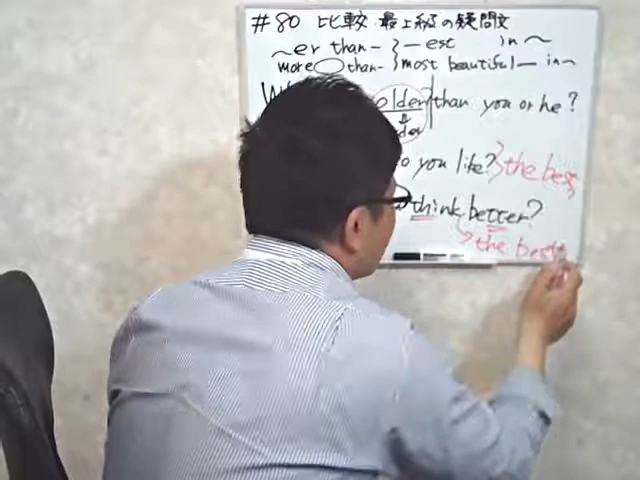 #80 比較 最上級の疑問文
～er than – } – est in ～
more ◯ than – } most beautiful – in ～
older than you or he?
you like? } the best
think better?
the best